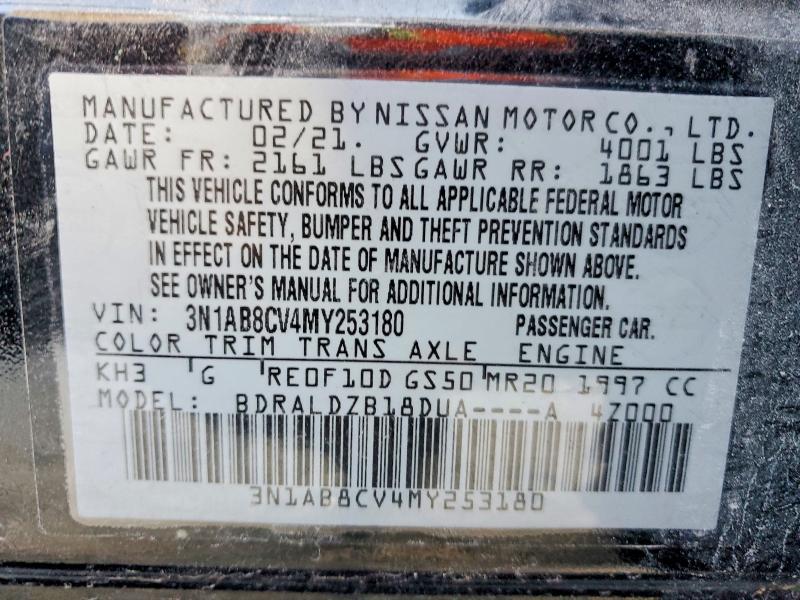 MANUFACTURED BY NISSAN MOTOR CO., LTD.
DATE: 02/21. GVWR: 4001 LBS
GAWR FR: 2161 LBS GAWR RR: 1863 LBS
THIS VEHICLE CONFORMS TO ALL APPLICABLE FEDERAL MOTOR
VEHICLE SAFETY, BUMPER AND THEFT PREVENTION STANDARDS
IN EFFECT ON THE DATE OF MANUFACTURE SHOWN ABOVE.
SEE OWNER'S MANUAL FOR ADDITIONAL INFORMATION.
VIN: 3N1AB8CV4MY253180 PASSENGER CAR.
COLOR TRIM TRANS AXLE ENGINE
KH3 G RE0F10D GS50 MR20 1997 CC
MODEL: BDRALDZB18DUA----A 4Z000
3N1AB8CV4MY253180